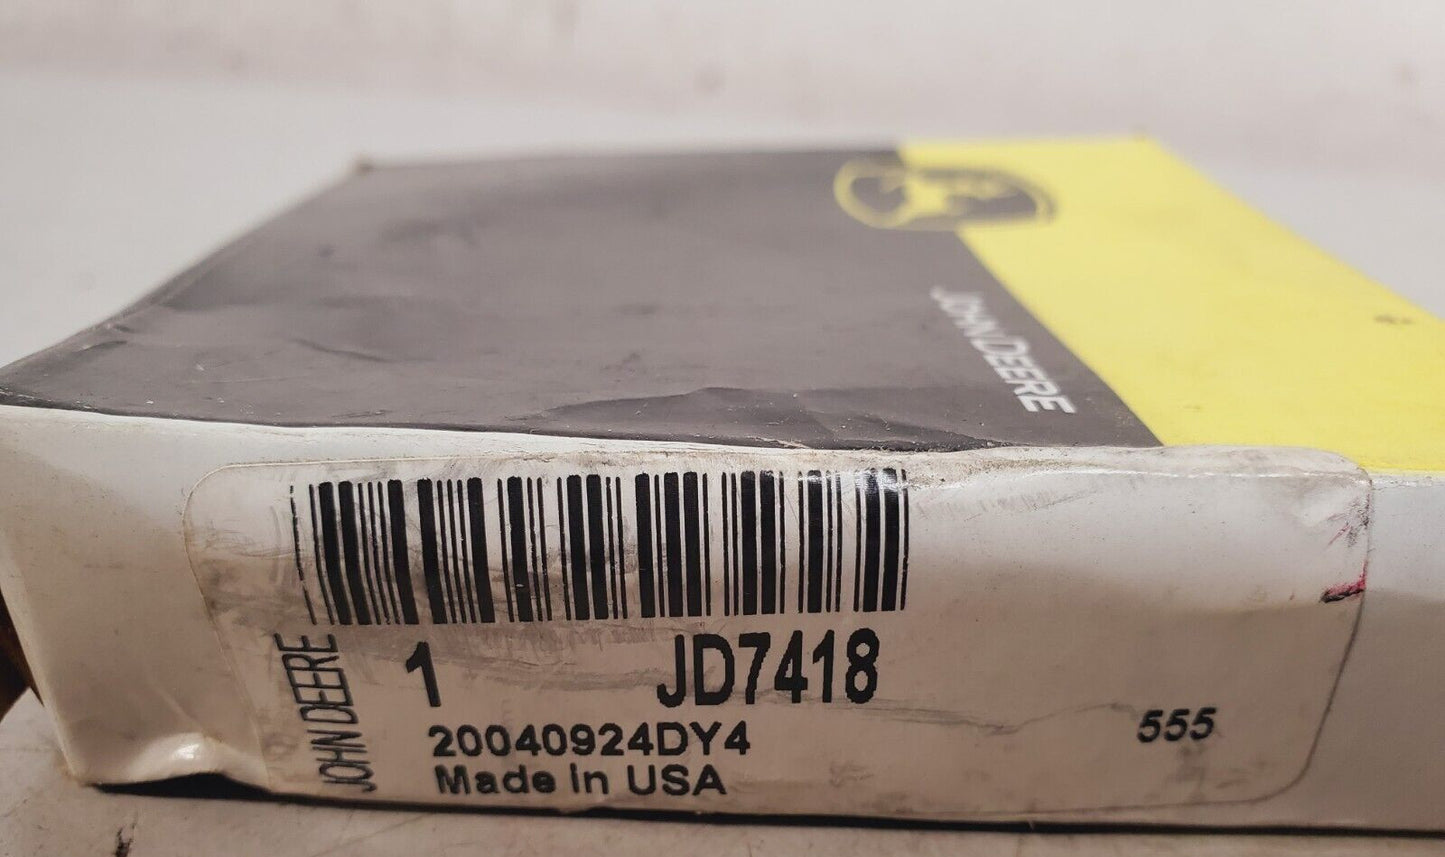 JOHN DEERE
JOHN DEERE
1 JD7418
20040924DY4
Made in USA
555